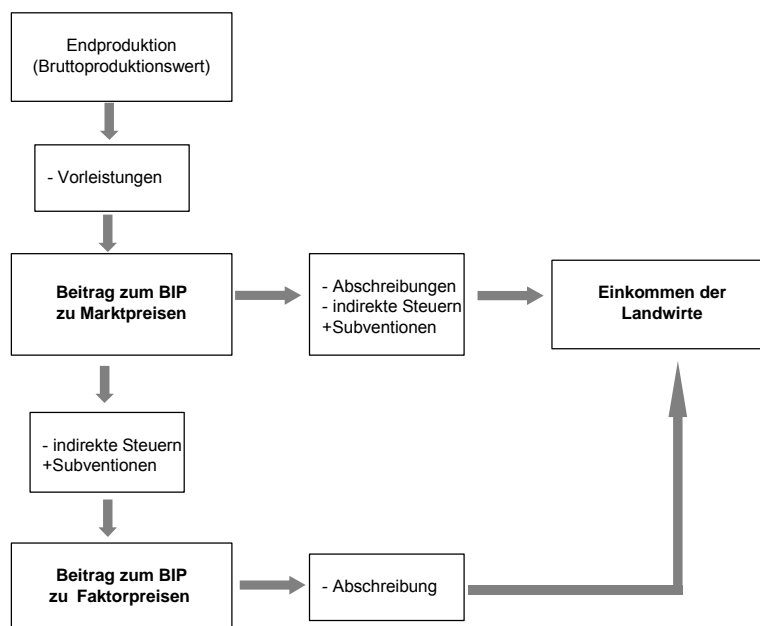 Endproduktion
(Bruttoproduktionswert)
- Vorleistungen
Beitrag zum BIP
zu Marktpreisen
- Abschreibungen
- indirekte Steuern
+Subventionen
Einkommen der
Landwirte
- indirekte Steuern
+Subventionen
Beitrag zum BIP
zu Faktorpreisen
- Abschreibung